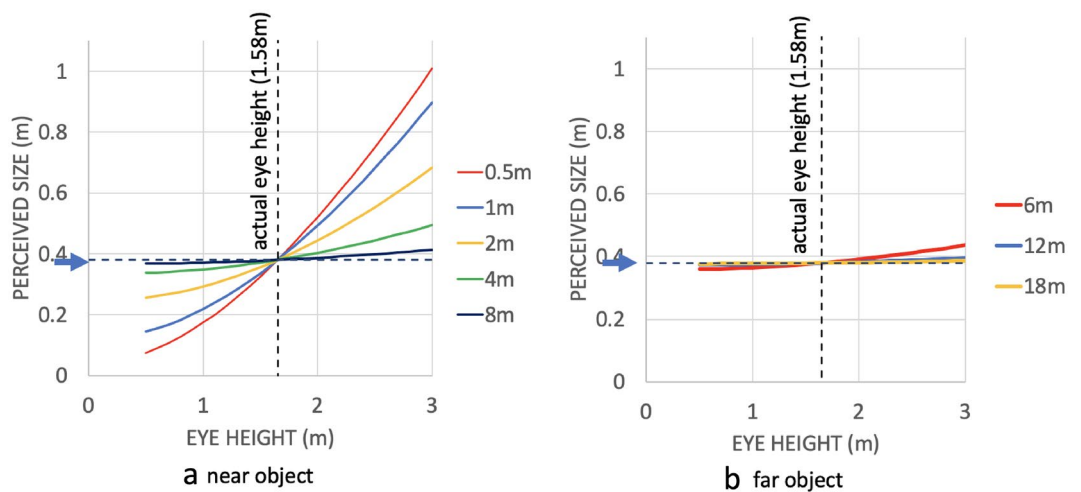 actual eye height (1.58m)
1
0.8
0.6
0.4
0.2
0
PERCEIVED SIZE (m)
0 1 2 3
EYE HEIGHT (m)
0.5m
1m
2m
4m
8m
a near object
actual eye height (1.58m)
1
0.8
0.6
0.4
0.2
0
PERCEIVED SIZE (m)
0 1 2 3
EYE HEIGHT (m)
6m
12m
18m
b far object